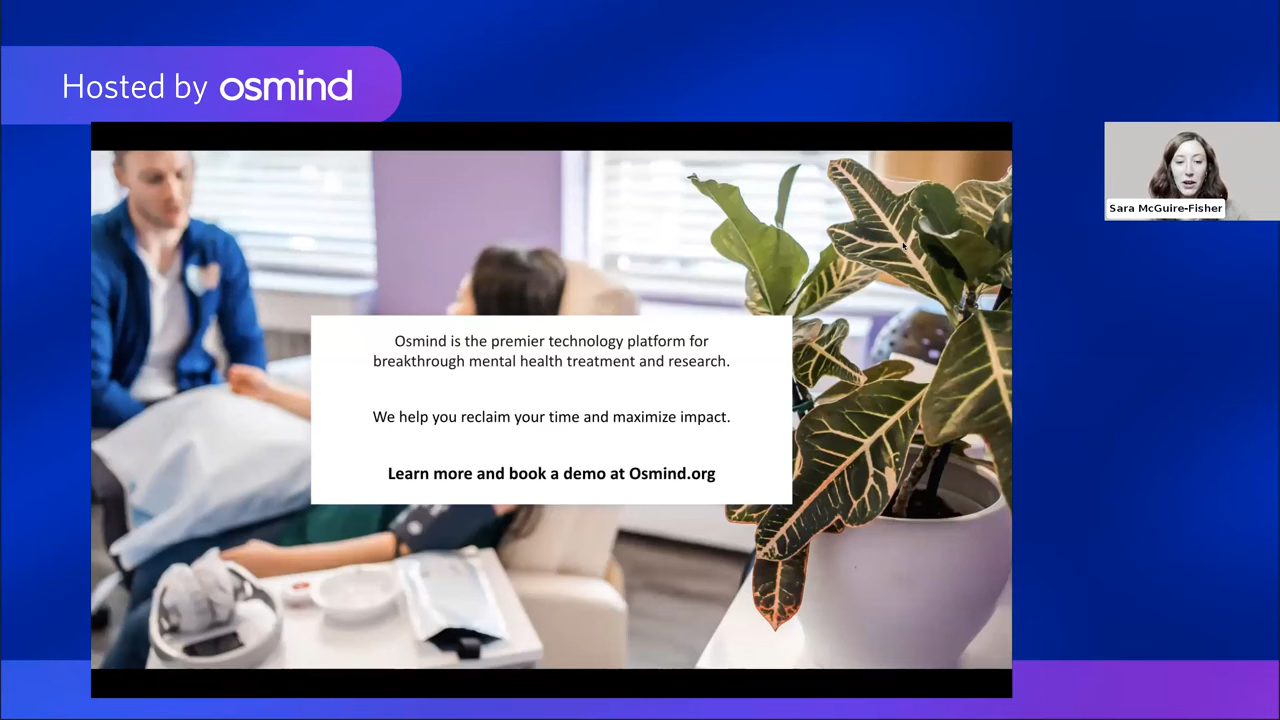 Hosted by osmind
Sara McGuire-Fisher
Osmind is the premier technology platform for
breakthrough mental health treatment and research.
We help you reclaim your time and maximize impact.
Learn more and book a demo at Osmind.org